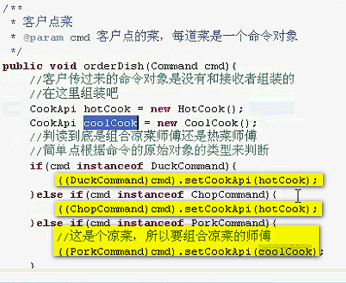 /**
 * 客户点菜
 * @param cmd 客户点的菜，每道菜是一个命令对象
 */
public void orderDish(Command cmd){
    //客户传过来的命令对象是没有和接收者组装的
    //在这里组装吧
    CookApi hotCook = new HotCook();
    CookApi coolCook = new CoolCook();
    //判读到底是组合凉菜师傅还是热菜师傅
    //简单点根据命令的原始对象的类型来判断
    if(cmd instanceof DuckCommand){
        ((DuckCommand)cmd).setCookApi(hotCook);
    }else if(cmd instanceof ChopCommand){
        ((ChopCommand)cmd).setCookApi(hotCook);
    }else if(cmd instanceof PorkCommand){
        //这是个凉菜，所以要组合凉菜的师傅
        ((PorkCommand)cmd).setCookApi(coolCook);
    }